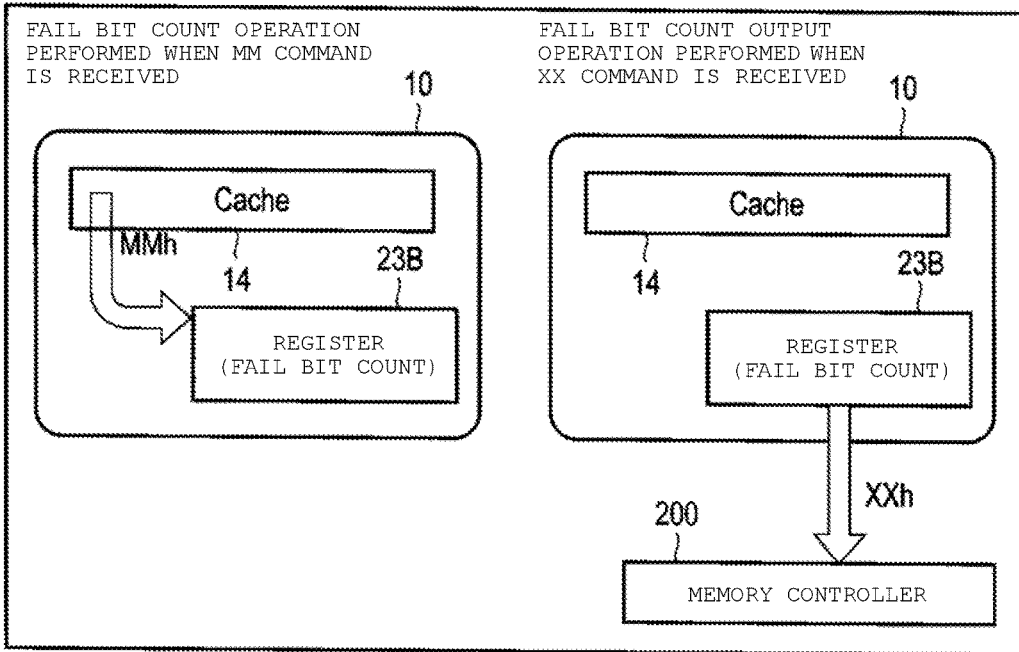 FAIL BIT COUNT OPERATION
PERFORMED WHEN MM COMMAND
IS RECEIVED
10
Cache
MMh
14
23B
REGISTER
(FAIL BIT COUNT)
FAIL BIT COUNT OUTPUT
OPERATION PERFORMED WHEN
XX COMMAND IS RECEIVED
10
Cache
14
23B
REGISTER
(FAIL BIT COUNT)
XXh
200
MEMORY CONTROLLER